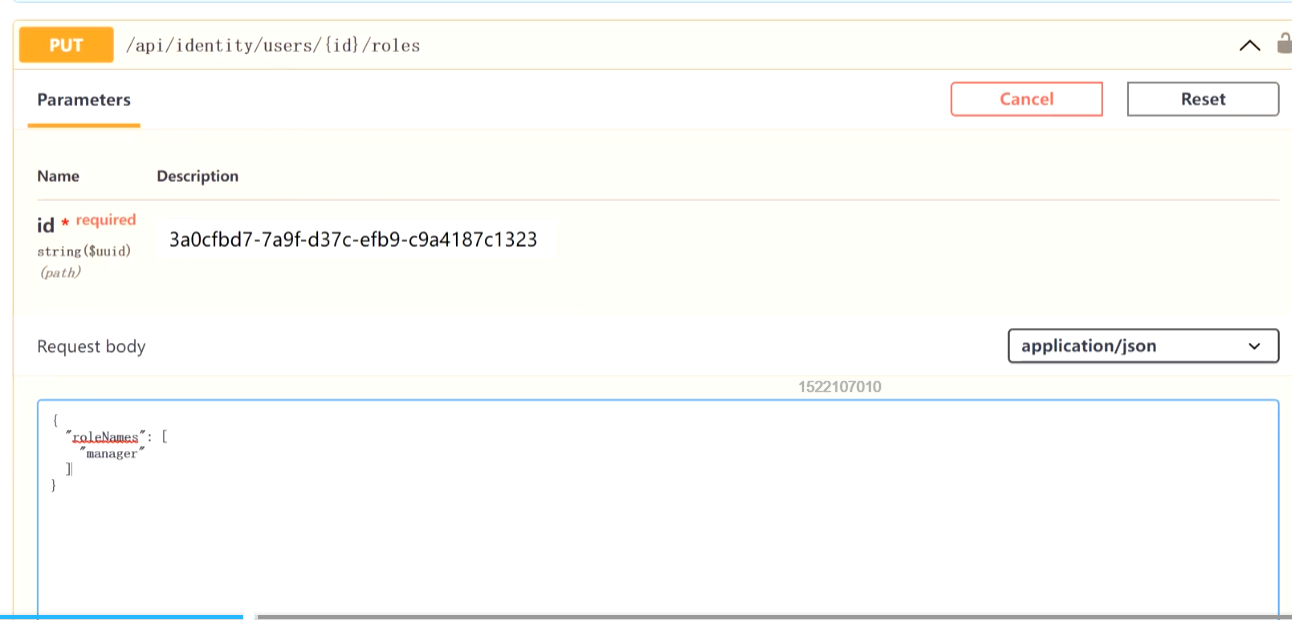 PUT /api/identity/users/{id}/roles
Parameters Cancel Reset
Name Description
id * required
string($uuid) 3a0cfbd7-7a9f-d37c-efb9-c9a4187c1323
(path)
Request body application/json
1522107010
{
"roleNames": [
"manager"
]
}